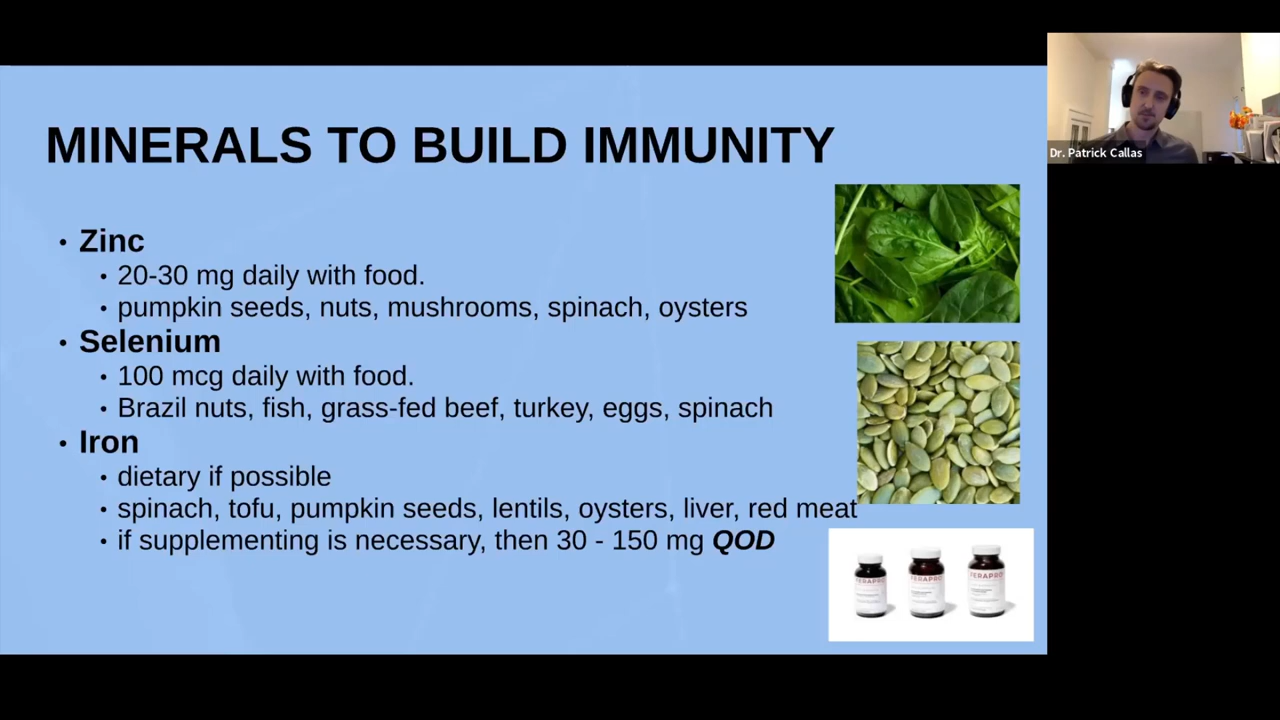 MINERALS TO BUILD IMMUNITY
Dr. Patrick Callas
• Zinc
• 20-30 mg daily with food.
• pumpkin seeds, nuts, mushrooms, spinach, oysters
• Selenium
• 100 mcg daily with food.
• Brazil nuts, fish, grass-fed beef, turkey, eggs, spinach
• Iron
• dietary if possible
• spinach, tofu, pumpkin seeds, lentils, oysters, liver, red meat
• if supplementing is necessary, then 30 - 150 mg QOD
FERAPRO FERAPRO FERAPRO